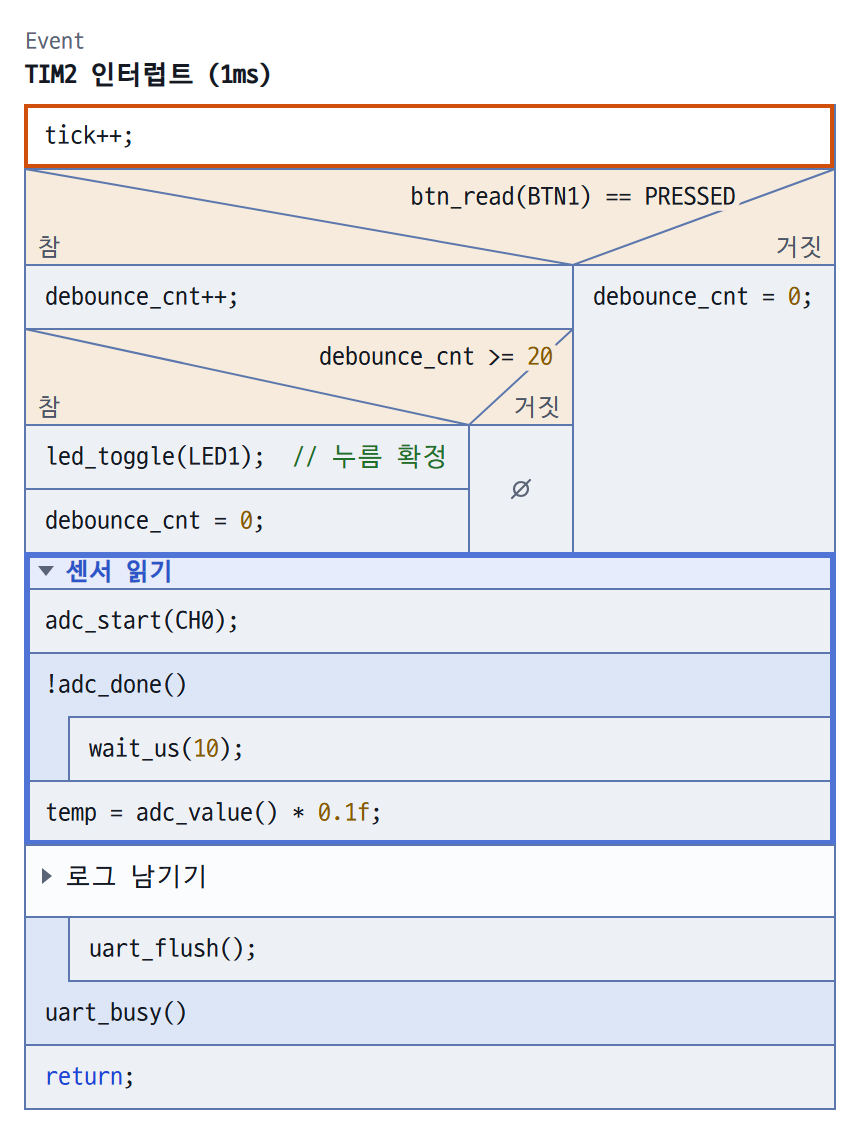 Event
TIM2 인터럽트 (1ms)
tick++;
btn_read(BTN1) == PRESSED
참
거짓
debounce_cnt++;
debounce_cnt = 0;
debounce_cnt >= 20
참
거짓
led_toggle(LED1);  // 누름 확정
∅
debounce_cnt = 0;
센서 읽기
adc_start(CH0);
!adc_done()
wait_us(10);
temp = adc_value() * 0.1f;
로그 남기기
uart_flush();
uart_busy()
return;